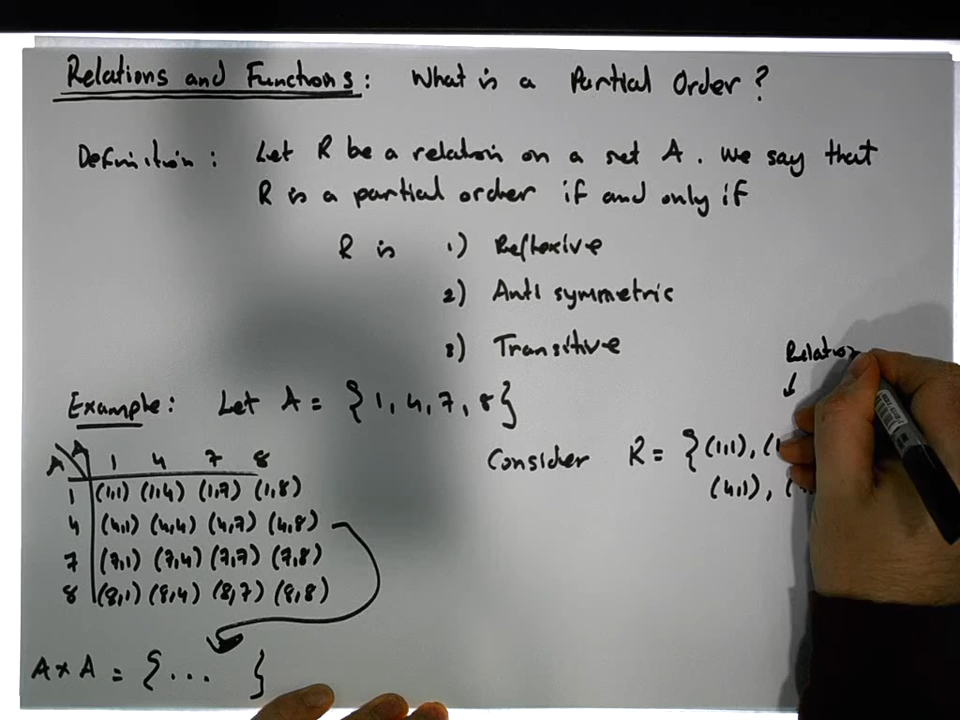 Relations and Functions: What is a Partial Order?
Definition: Let R be a relation on a set A. We say that
R is a partial order if and only if
R is 1) Reflexive
2) Anti symmetric
3) Transitive
Relation
Example: Let A = {1, 4, 7, 8}
Consider R = {(1,1), (
(4,1), (
A A 1 4 7 8
1 (1,1) (1,4) (1,7) (1,8)
4 (4,1) (4,4) (4,7) (4,8)
7 (7,1) (7,4) (7,7) (7,8)
8 (8,1) (8,4) (8,7) (8,8)
A × A = {... }